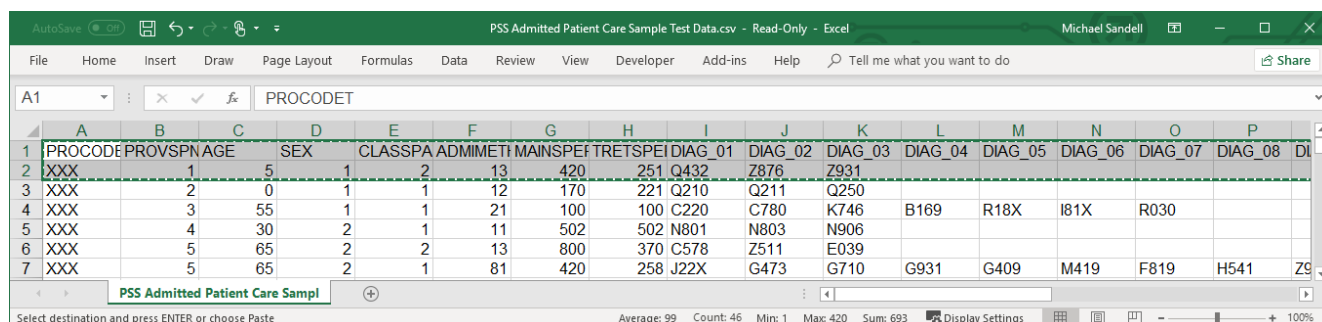 AutoSave Off PSS Admitted Patient Care Sample Test Data.csv - Read-Only - Excel Michael Sandell
File Home Insert Draw Page Layout Formulas Data Review View Developer Add-ins Help Tell me what you want to do Share
A1 fx PROCODET
A B C D E F G H I J K L M N O P
1 PROCODE PROVSPN AGE SEX CLASSPA ADMIMETI MAINSPEF TRETSPEI DIAG_01 DIAG_02 DIAG_03 DIAG_04 DIAG_05 DIAG_06 DIAG_07 DIAG_08 DI
2 XXX 1 5 1 2 13 420 251 Q432 Z876 Z931
3 XXX 2 0 1 1 12 170 221 Q210 Q211 Q250
4 XXX 3 55 1 1 21 100 100 C220 C780 K746 B169 R18X I81X R030
5 XXX 4 30 2 1 11 502 502 N801 N803 N906
6 XXX 5 65 2 2 13 800 370 C578 Z511 E039
7 XXX 5 65 2 1 81 420 258 J22X G473 G710 G931 G409 M419 F819 H541 Z9
PSS Admitted Patient Care Sampl
Select destination and press ENTER or choose Paste Average: 99 Count: 46 Min: 1 Max: 420 Sum: 693 Display Settings 100%